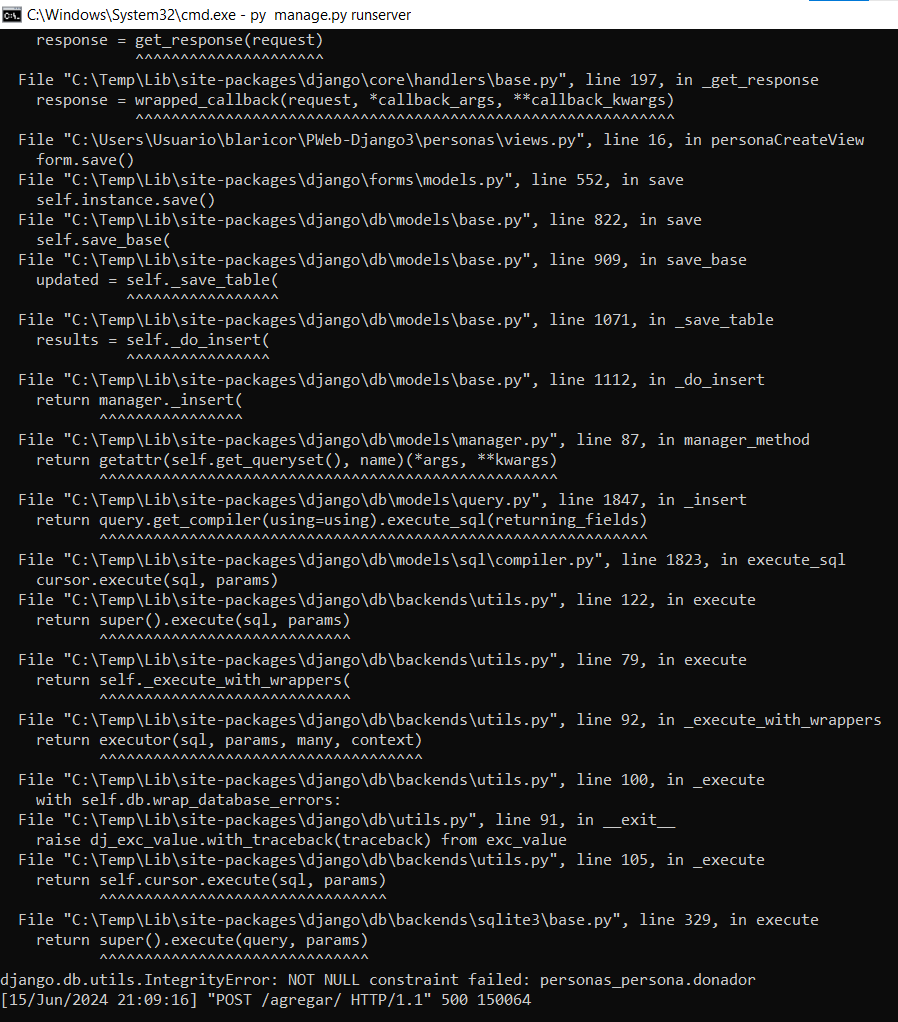 C:\Windows\System32\cmd.exe - py  manage.py runserver
    response = get_response(request)
               ^^^^^^^^^^^^^^^^^^^^^
  File "C:\Temp\Lib\site-packages\django\core\handlers\base.py", line 197, in _get_response
    response = wrapped_callback(request, *callback_args, **callback_kwargs)
               ^^^^^^^^^^^^^^^^^^^^^^^^^^^^^^^^^^^^^^^^^^^^^^^^^^^^^^^^^^^^
  File "C:\Users\Usuario\blaricor\PWeb-Django3\personas\views.py", line 16, in personaCreateView
    form.save()
  File "C:\Temp\Lib\site-packages\django\forms\models.py", line 552, in save
    self.instance.save()
  File "C:\Temp\Lib\site-packages\django\db\models\base.py", line 822, in save
    self.save_base(
  File "C:\Temp\Lib\site-packages\django\db\models\base.py", line 909, in save_base
    updated = self._save_table(
              ^^^^^^^^^^^^^^^^^
  File "C:\Temp\Lib\site-packages\django\db\models\base.py", line 1071, in _save_table
    results = self._do_insert(
              ^^^^^^^^^^^^^^^^
  File "C:\Temp\Lib\site-packages\django\db\models\base.py", line 1112, in _do_insert
    return manager._insert(
           ^^^^^^^^^^^^^^^^
  File "C:\Temp\Lib\site-packages\django\db\models\manager.py", line 87, in manager_method
    return getattr(self.get_queryset(), name)(*args, **kwargs)
           ^^^^^^^^^^^^^^^^^^^^^^^^^^^^^^^^^^^^^^^^^^^^^^^^^^^
  File "C:\Temp\Lib\site-packages\django\db\models\query.py", line 1847, in _insert
    return query.get_compiler(using=using).execute_sql(returning_fields)
           ^^^^^^^^^^^^^^^^^^^^^^^^^^^^^^^^^^^^^^^^^^^^^^^^^^^^^^^^^^^^^
  File "C:\Temp\Lib\site-packages\django\db\models\sql\compiler.py", line 1823, in execute_sql
    cursor.execute(sql, params)
  File "C:\Temp\Lib\site-packages\django\db\backends\utils.py", line 122, in execute
    return super().execute(sql, params)
           ^^^^^^^^^^^^^^^^^^^^^^^^^^^^
  File "C:\Temp\Lib\site-packages\django\db\backends\utils.py", line 79, in execute
    return self._execute_with_wrappers(
           ^^^^^^^^^^^^^^^^^^^^^^^^^^^^
  File "C:\Temp\Lib\site-packages\django\db\backends\utils.py", line 92, in _execute_with_wrappers
    return executor(sql, params, many, context)
           ^^^^^^^^^^^^^^^^^^^^^^^^^^^^^^^^^^^^
  File "C:\Temp\Lib\site-packages\django\db\backends\utils.py", line 100, in _execute
    with self.db.wrap_database_errors:
  File "C:\Temp\Lib\site-packages\django\db\utils.py", line 91, in __exit__
    raise dj_exc_value.with_traceback(traceback) from exc_value
  File "C:\Temp\Lib\site-packages\django\db\backends\utils.py", line 105, in _execute
    return self.cursor.execute(sql, params)
           ^^^^^^^^^^^^^^^^^^^^^^^^^^^^^^^^
  File "C:\Temp\Lib\site-packages\django\db\backends\sqlite3\base.py", line 329, in execute
    return super().execute(query, params)
           ^^^^^^^^^^^^^^^^^^^^^^^^^^^^^^
django.db.utils.IntegrityError: NOT NULL constraint failed: personas_persona.donador
[15/Jun/2024 21:09:16] "POST /agregar/ HTTP/1.1" 500 150064